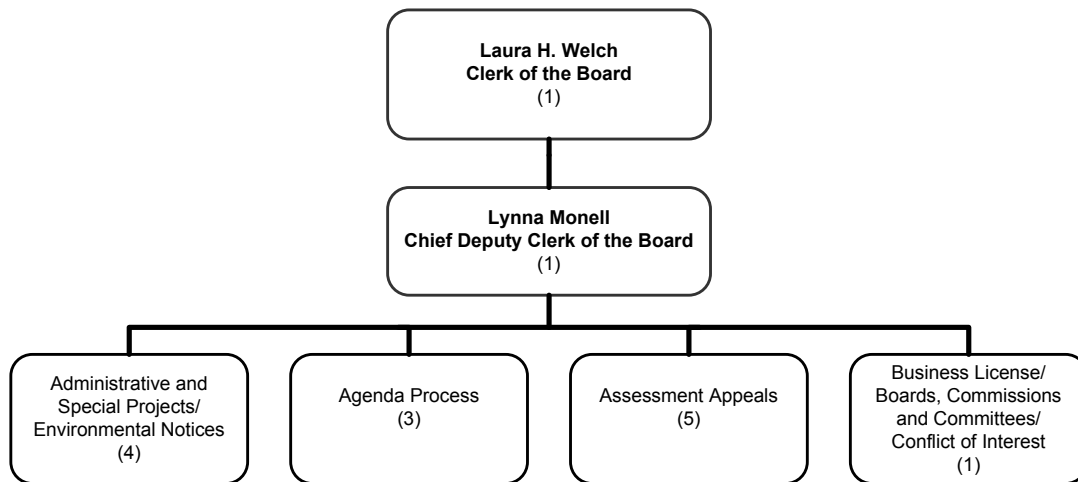 Laura H. Welch
Clerk of the Board
(1)
Lynna Monell
Chief Deputy Clerk of the Board
(1)
Administrative and
Special Projects/
Environmental Notices
(4)
Agenda Process
(3)
Assessment Appeals
(5)
Business License/
Boards, Commissions
and Committees/
Conflict of Interest
(1)